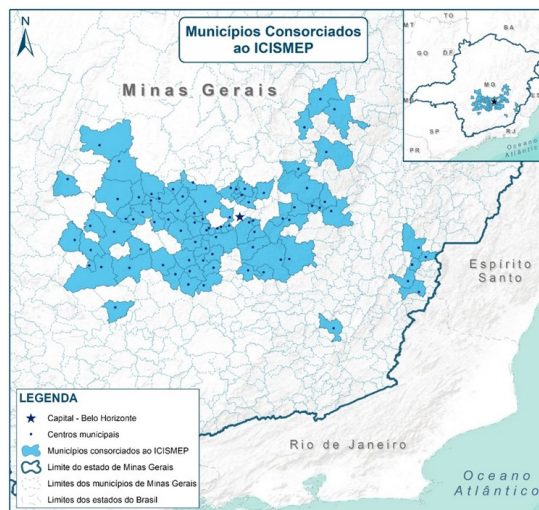 N
Municípios Consorciados
ao ICISMEP
Minas Gerais
TO
BA
MT
GO
DF
MG
ES
SP
RJ
PR
Oceano
Atlântico
Espírito
Santo
LEGENDA
Capital - Belo Horizonte
Centros municipais
Municípios consorciados ao ICISMEP
Limite do estado de Minas Gerais
Limites dos municípios de Minas Gerais
Limites dos estados do Brasil
Rio de Janeiro
Oceano
Atlântico